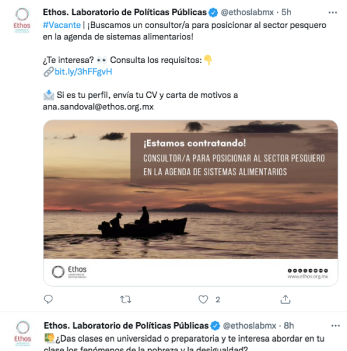 Ethos. Laboratorio de Políticas Públicas @ethoslabmx · 5h
#Vacante | ¡Buscamos un consultor/a para posicionar al sector pesquero
en la agenda de sistemas alimentarios!
¿Te interesa? 👀 Consulta los requisitos:👇
🔗bit.ly/3hFFgvH
📩 Si es tu perfil, envía tu CV y carta de motivos a
ana.sandoval@ethos.org.mx
¡Estamos contratando!
CONSULTOR/A PARA POSICIONAR AL SECTOR PESQUERO
EN LA AGENDA DE SISTEMAS ALIMENTARIOS
Ethos
www.ethos.org.mx
2
Ethos. Laboratorio de Políticas Públicas @ethoslabmx · 8h
¿Das clases en universidad o preparatoria y te interesa abordar en tu
clase los fenómenos de la pobreza y la desigualdad?